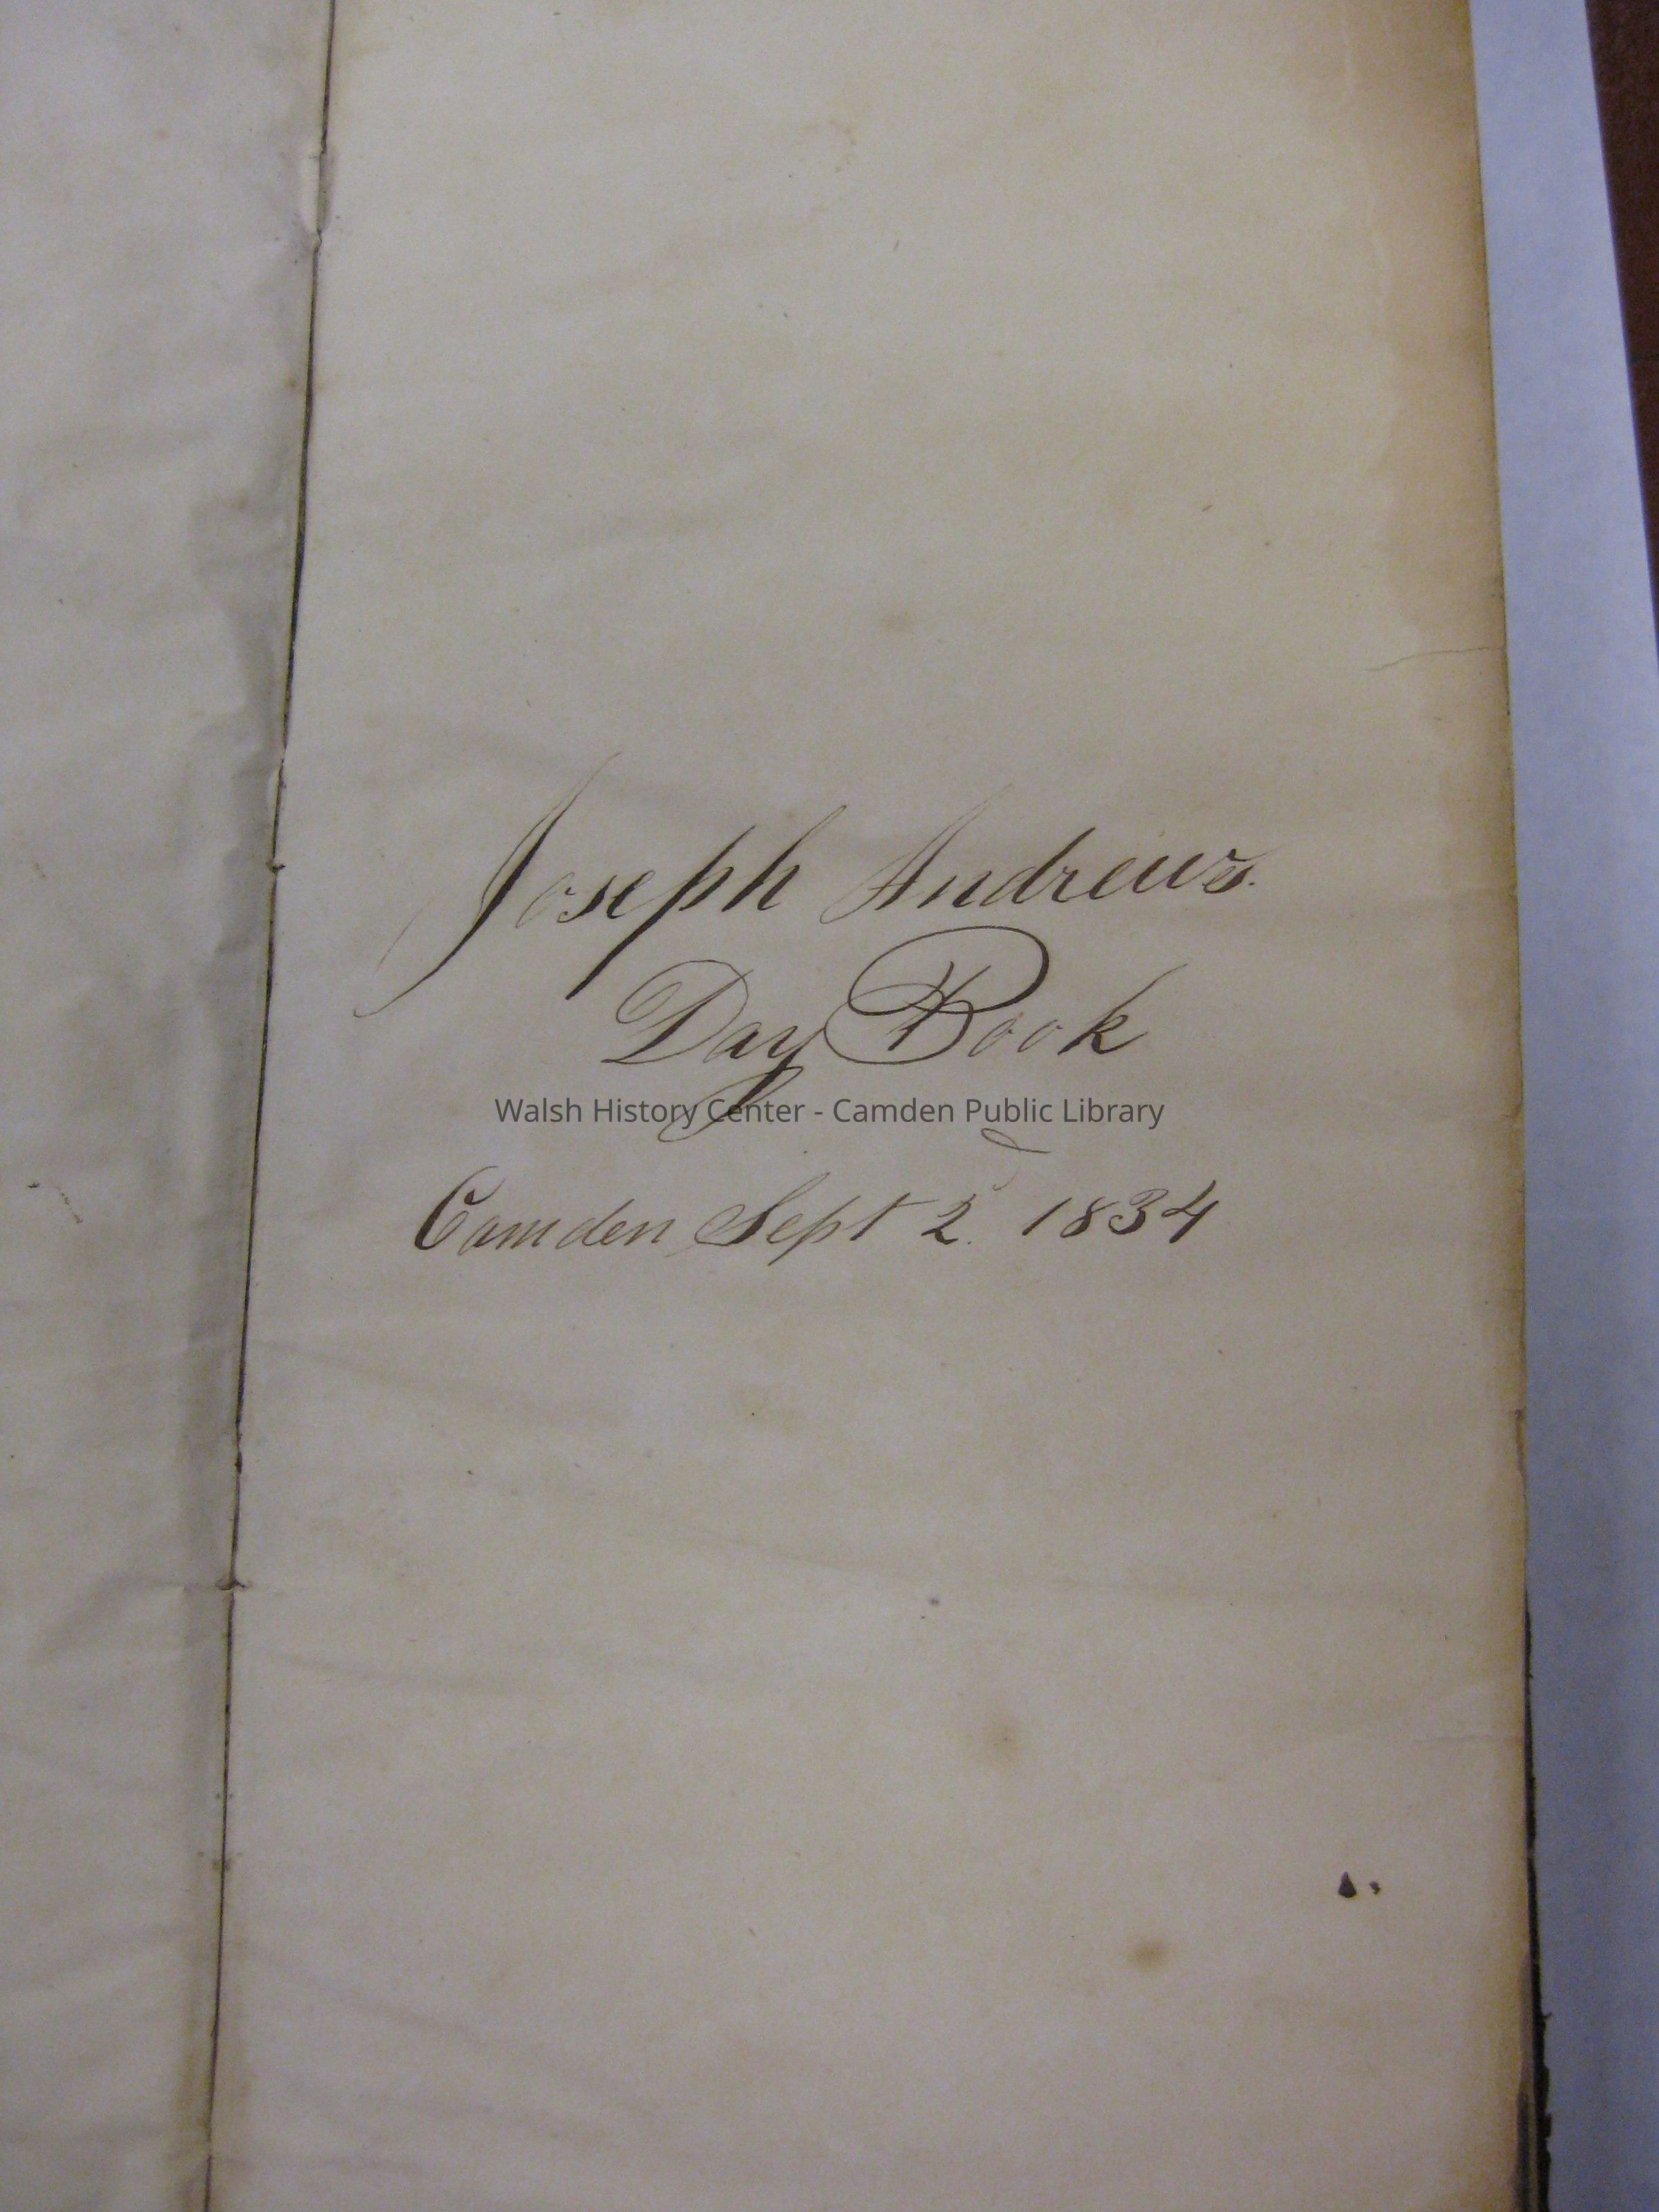 Joseph Andrews.
Day Book
Walsh History Center - Camden Public Library
Camden Sept 2d 1834